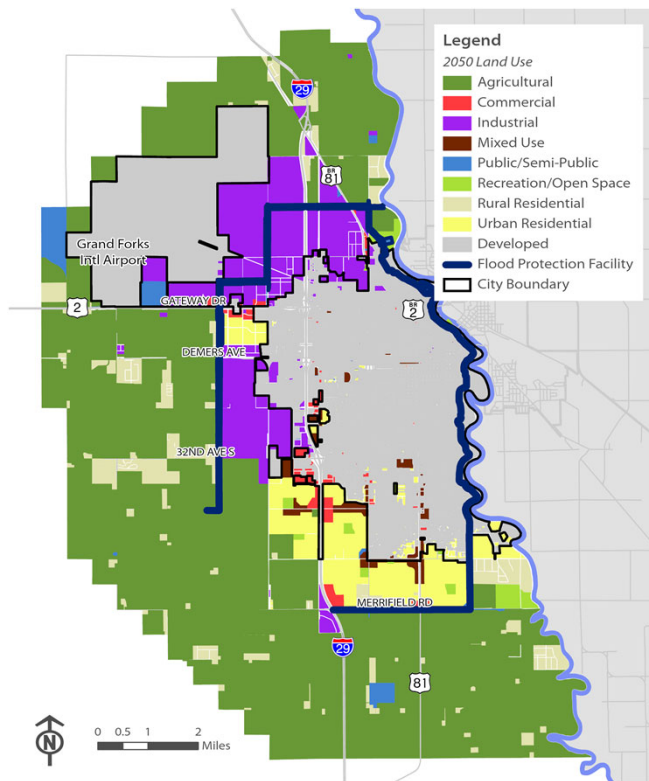 Legend
2050 Land Use
Agricultural
Commercial
Industrial
Mixed Use
Public/Semi-Public
Recreation/Open Space
Rural Residential
Urban Residential
Developed
Flood Protection Facility
City Boundary
29
BR
81
Grand Forks
Intl Airport
2
GATEWAY DR
BR
2
DEMERS AVE
32ND AVE S
MERRIFIELD RD
29
81
N
0 0.5 1 2
Miles